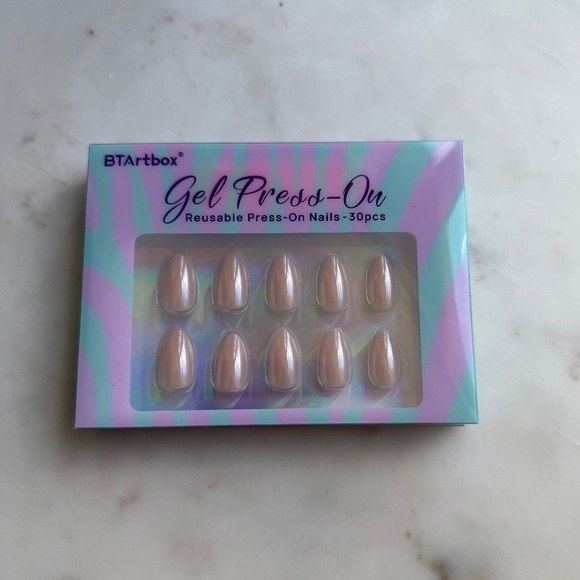 BTArtbox®
Gel Press-On
Reusable Press-On Nails-30pcs